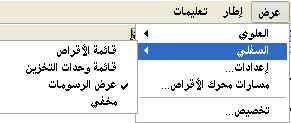 عرض إطار تعليمات
العلوي
السفلي
إعدادات...
مسارات محرك الأقراص...
تخصيص...
قائمة الأقراص
قائمة وحدات التخزين
عرض الرسومات
مخفي